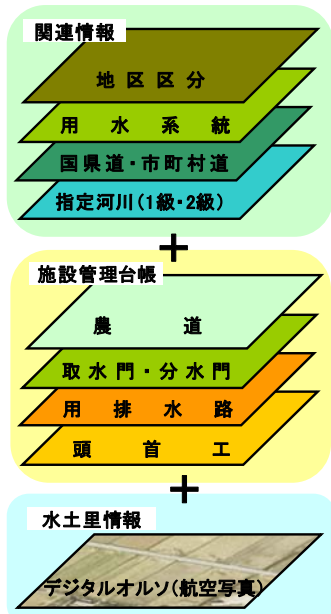 関連情報
地区区分
用水系統
国県道・市町村道
指定河川(1級・2級)
+
施設管理台帳
農道
取水門・分水門
用排水路
頭首工
+
水土里情報
デジタルオルソ(航空写真)